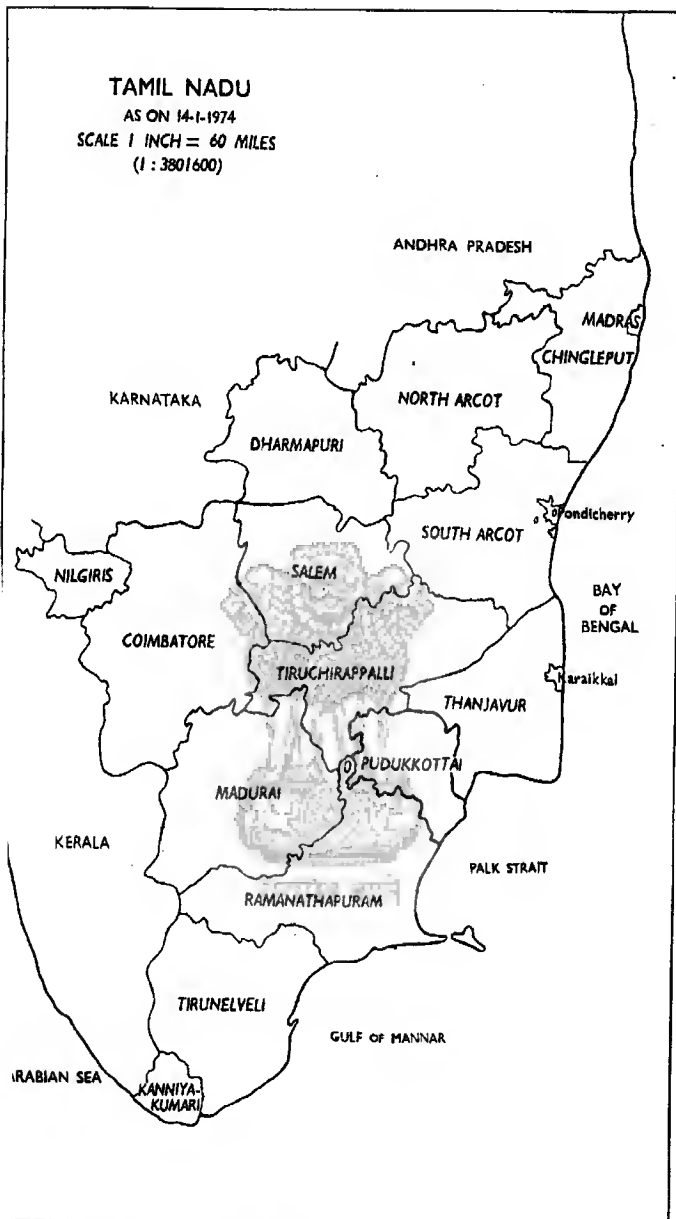 TAMIL NADU
AS ON 14-1-1974
SCALE 1 INCH = 60 MILES
(1 : 3801600)
ANDHRA PRADESH
MADRAS
CHINGLEPUT
KARNATAKA
NORTH ARCOT
DHARMAPURI
Pondicherry
SOUTH ARCOT
SALEM
NILGIRIS
BAY
OF
BENGAL
COIMBATORE
TIRUCHIRAPPALLI
Karaikkal
THANJAVUR
PUDUKKOTTAI
MADURAI
KERALA
PALK STRAIT
RAMANATHAPURAM
TIRUNELVELI
GULF OF MANNAR
ARABIAN SEA
KANNIYA-
KUMARI